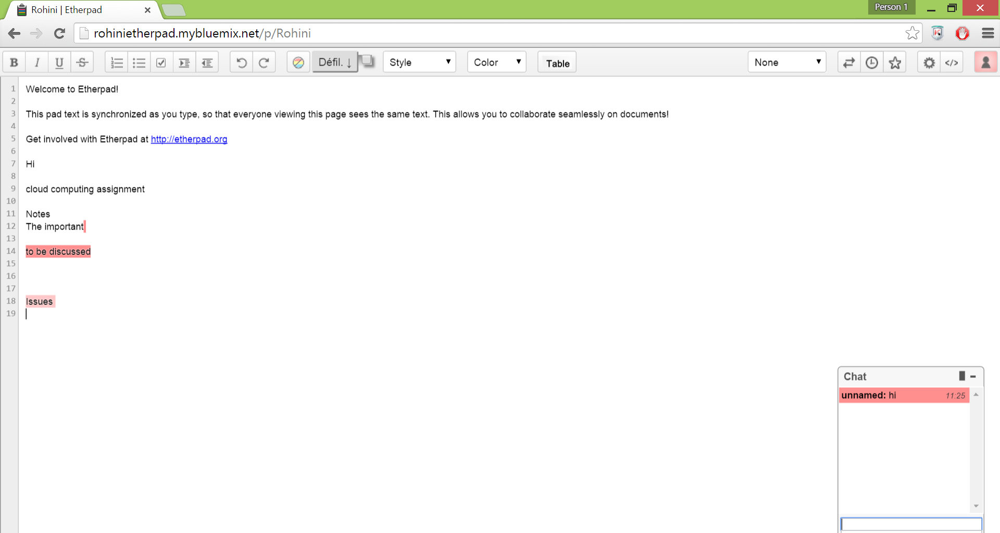 Rohini | Etherpad
Person 1
rohinietherpad.mybluemix.net/p/Rohini
B I U S Défil. ↓ Style Color Table None </>
1 Welcome to Etherpad!
2
3 This pad text is synchronized as you type, so that everyone viewing this page sees the same text. This allows you to collaborate seamlessly on documents!
4
5 Get involved with Etherpad at http://etherpad.org
6
7 Hi
8
9 cloud computing assignment
10
11 Notes
12 The important
13
14 to be discussed
15
16
17
18 Issues
19
Chat
unnamed: hi 11:25